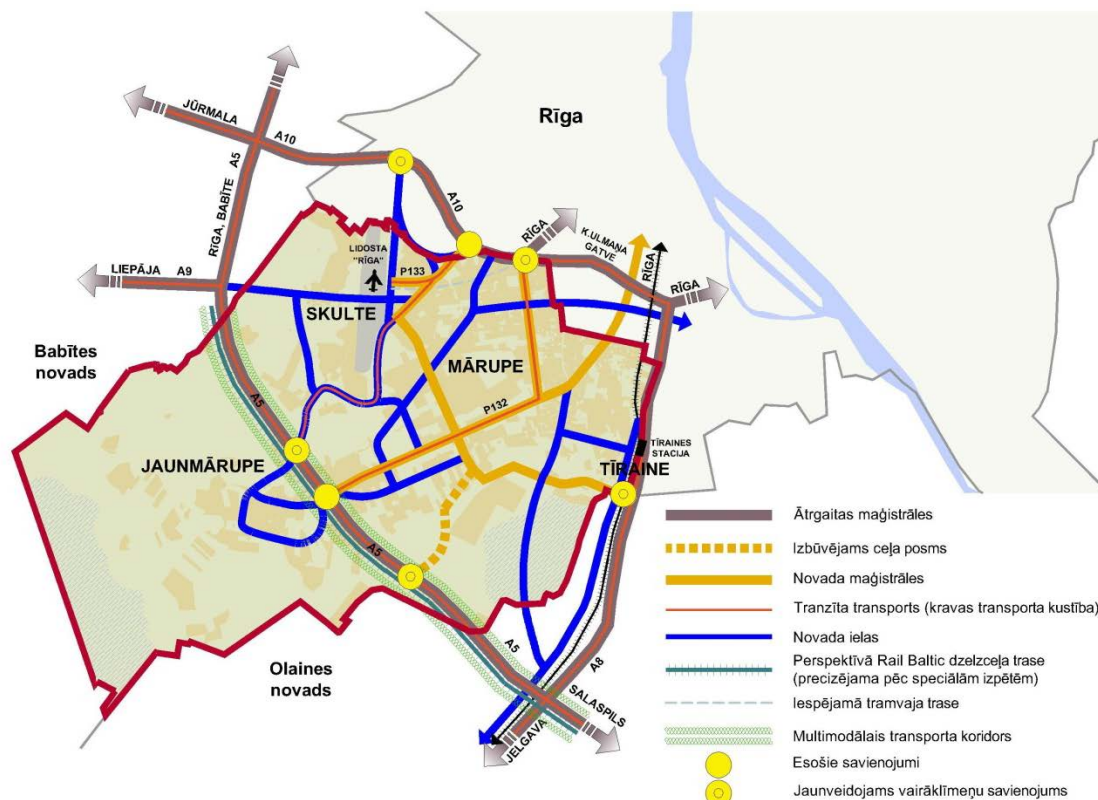 Rīga
JŪRMALA
A10
RĪGA, BABĪTE A5
A10
RĪGA
K.ULMAŅA
GATVE
RĪGA
RĪGA
LIDOSTA
"RĪGA"
P133
LIEPĀJA A9
SKULTE
MĀRUPE
Babītes
novads
A5
P132
JAUNMĀRUPE
TĪRAINES
STACIJA
TĪRAINE
A5
Olaines
novads
A5
A8
SALASPILS
JELGAVA
Ātrgaitas maģistrāles
Izbūvējams ceļa posms
Novada maģistrāles
Tranzīta transports (kravas transporta kustība)
Novada ielas
Perspektīvā Rail Baltic dzelzceļa trase
(precizējama pēc speciālām izpētēm)
Iespējamā tramvaja trase
Multimodālais transporta koridors
Esošie savienojumi
Jaunveidojams vairāklīmeņu savienojums